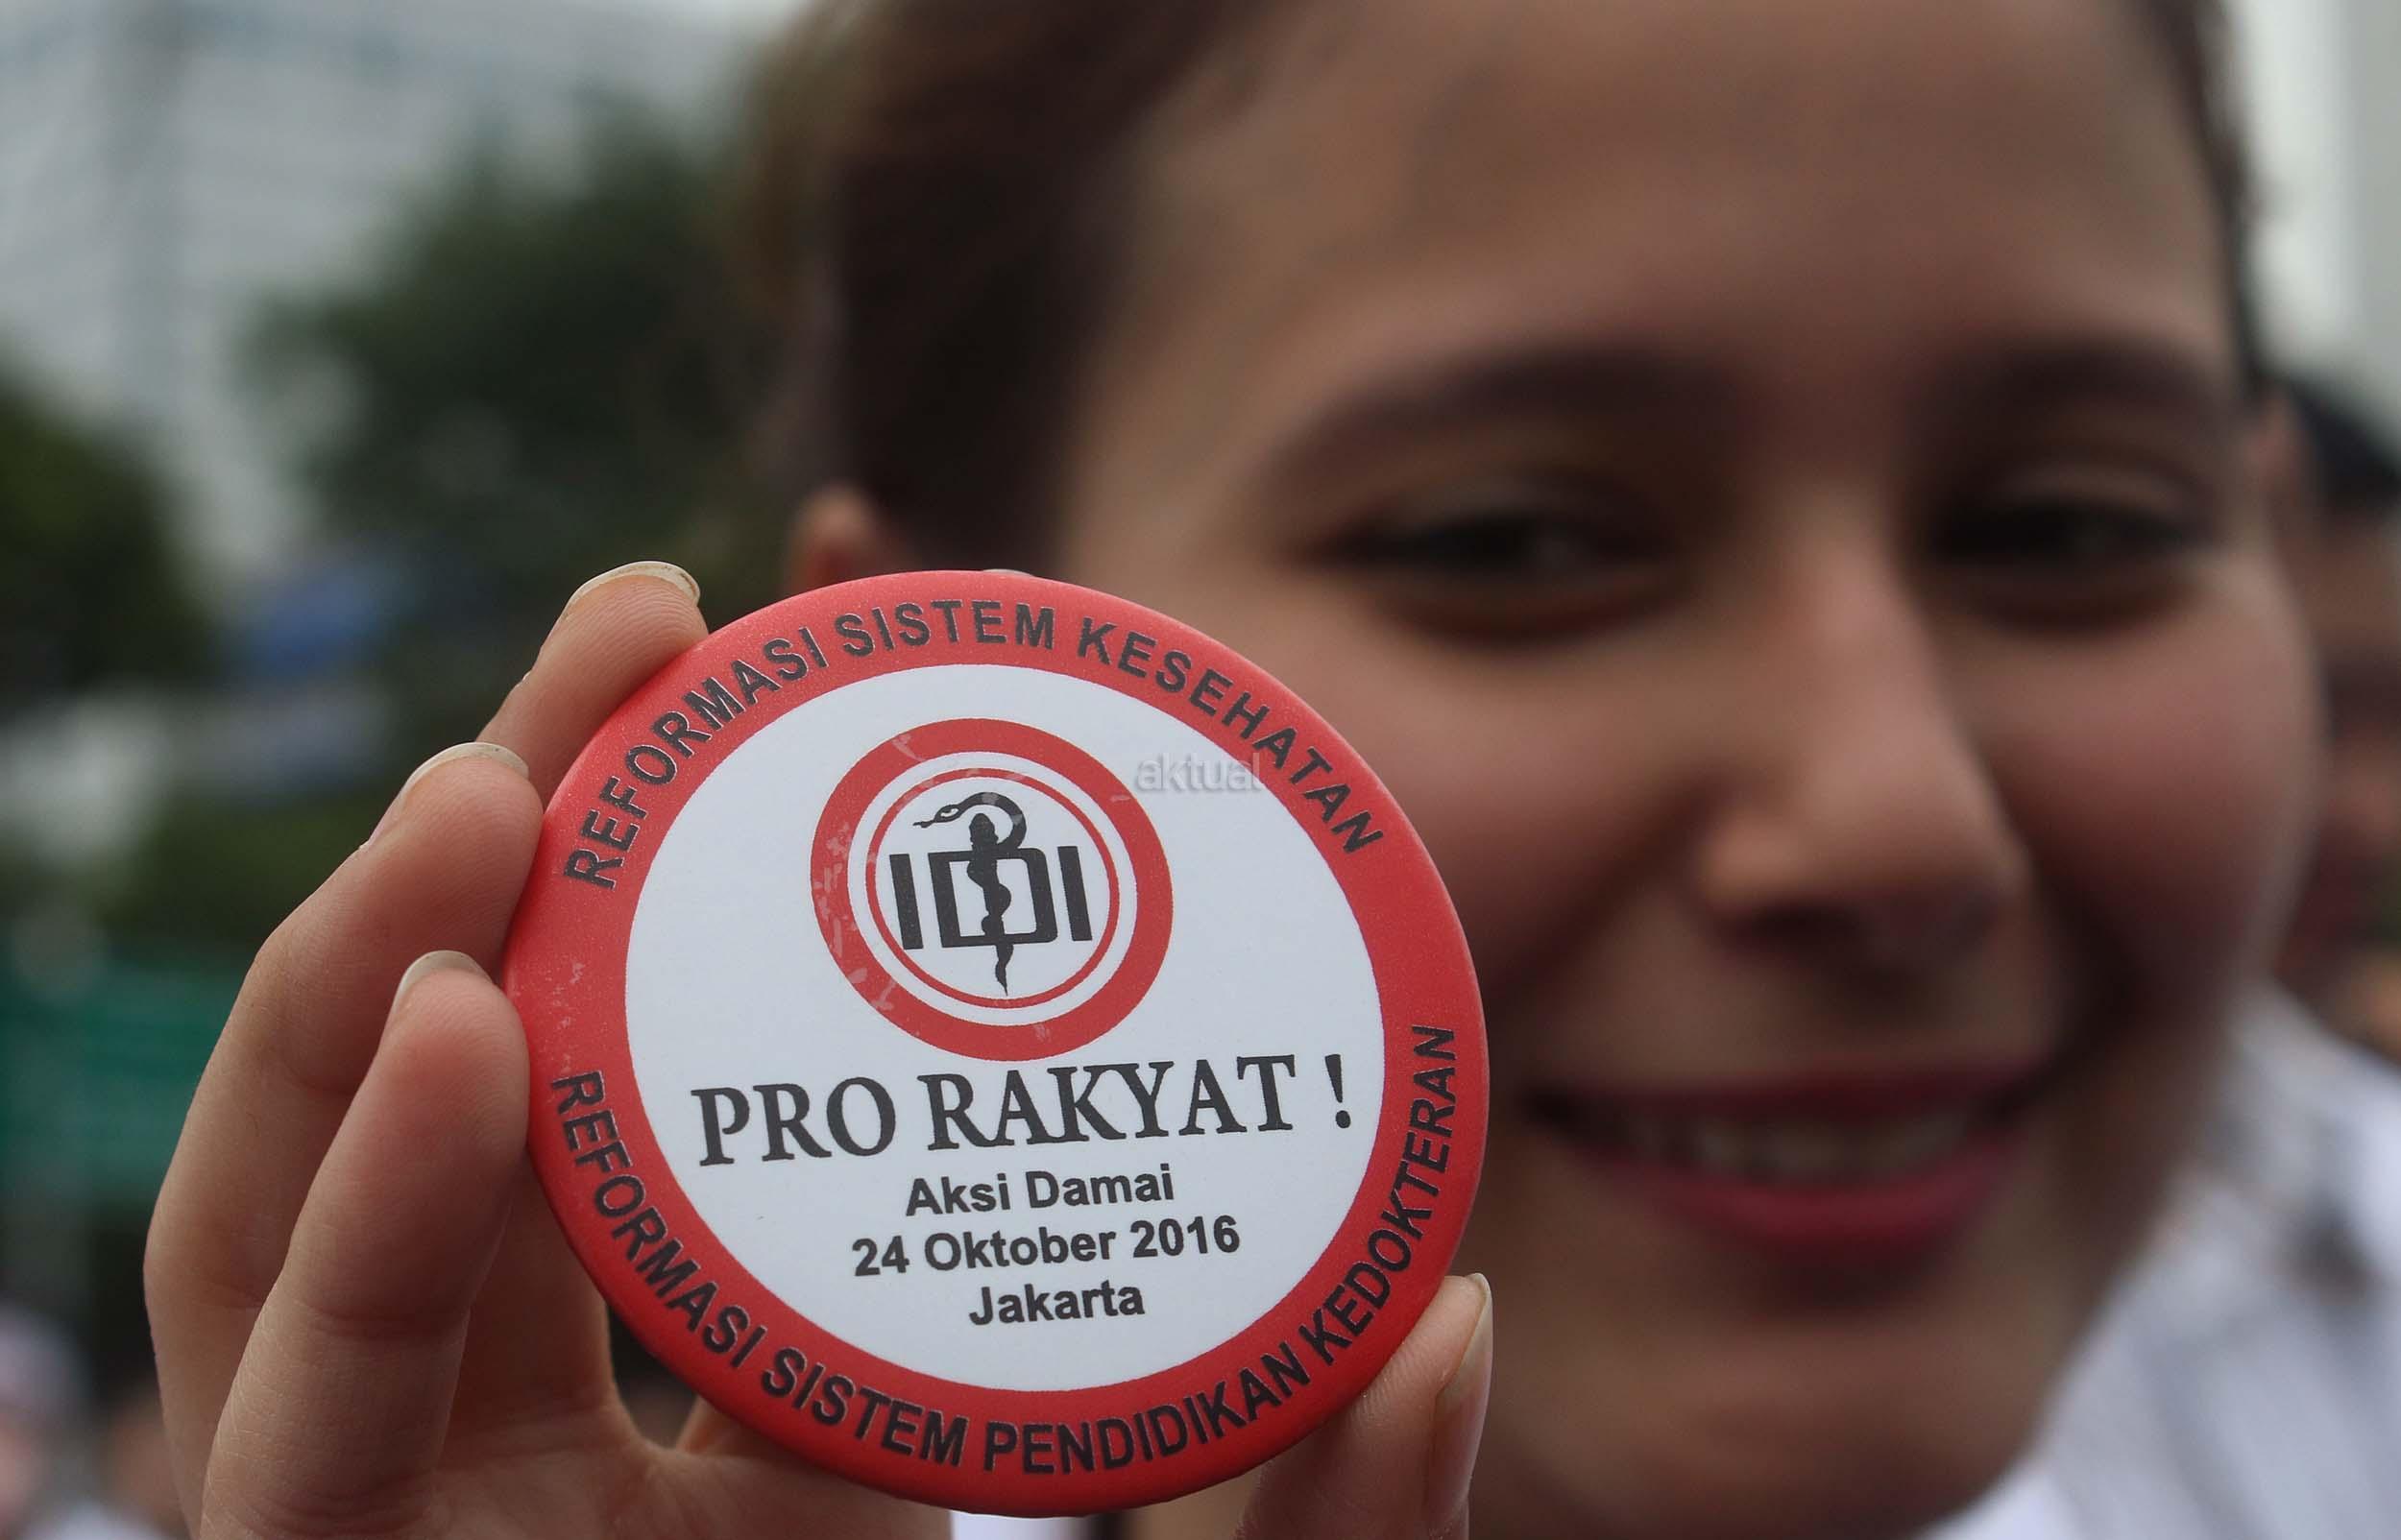 REFORMASI SISTEM KESEHATAN
aktual
IDI
PRO RAKYAT !
Aksi Damai
24 Oktober 2016
Jakarta
REFORMASI SISTEM PENDIDIKAN KEDOKTERAN